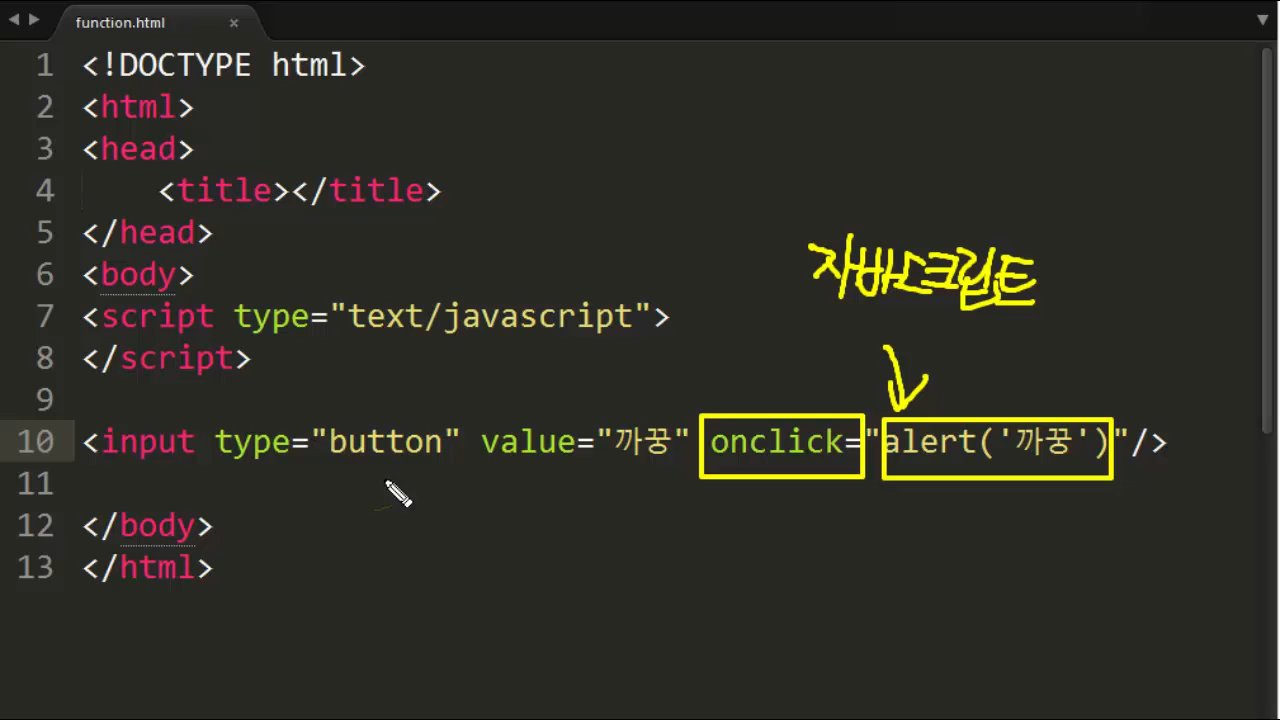 function.html ×
1 <!DOCTYPE html>
2 <html>
3 <head>
4     <title></title>
5 </head>
6 <body>
자바스크립트
7 <script type="text/javascript">
8 </script>
9
10 <input type="button" value="까꿍" onclick="alert('까꿍')"/>
11
12 </body>
13 </html>